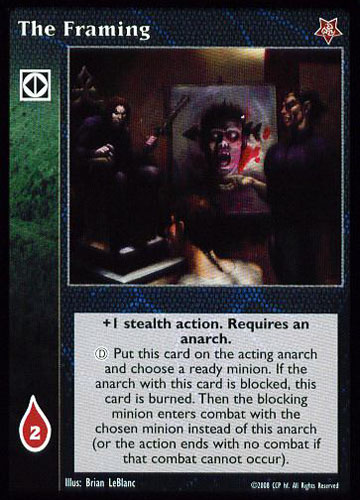 The Framing
+1 stealth action. Requires an
anarch.
Ⓓ Put this card on the acting anarch
and choose a ready minion. If the
anarch with this card is blocked, this
card is burned. Then the blocking
minion enters combat with the
chosen minion instead of this anarch
(or the action ends with no combat if
that combat cannot occur).
2
Illus: Brian LeBlanc ©2008 CCP hf. All Rights Reserved